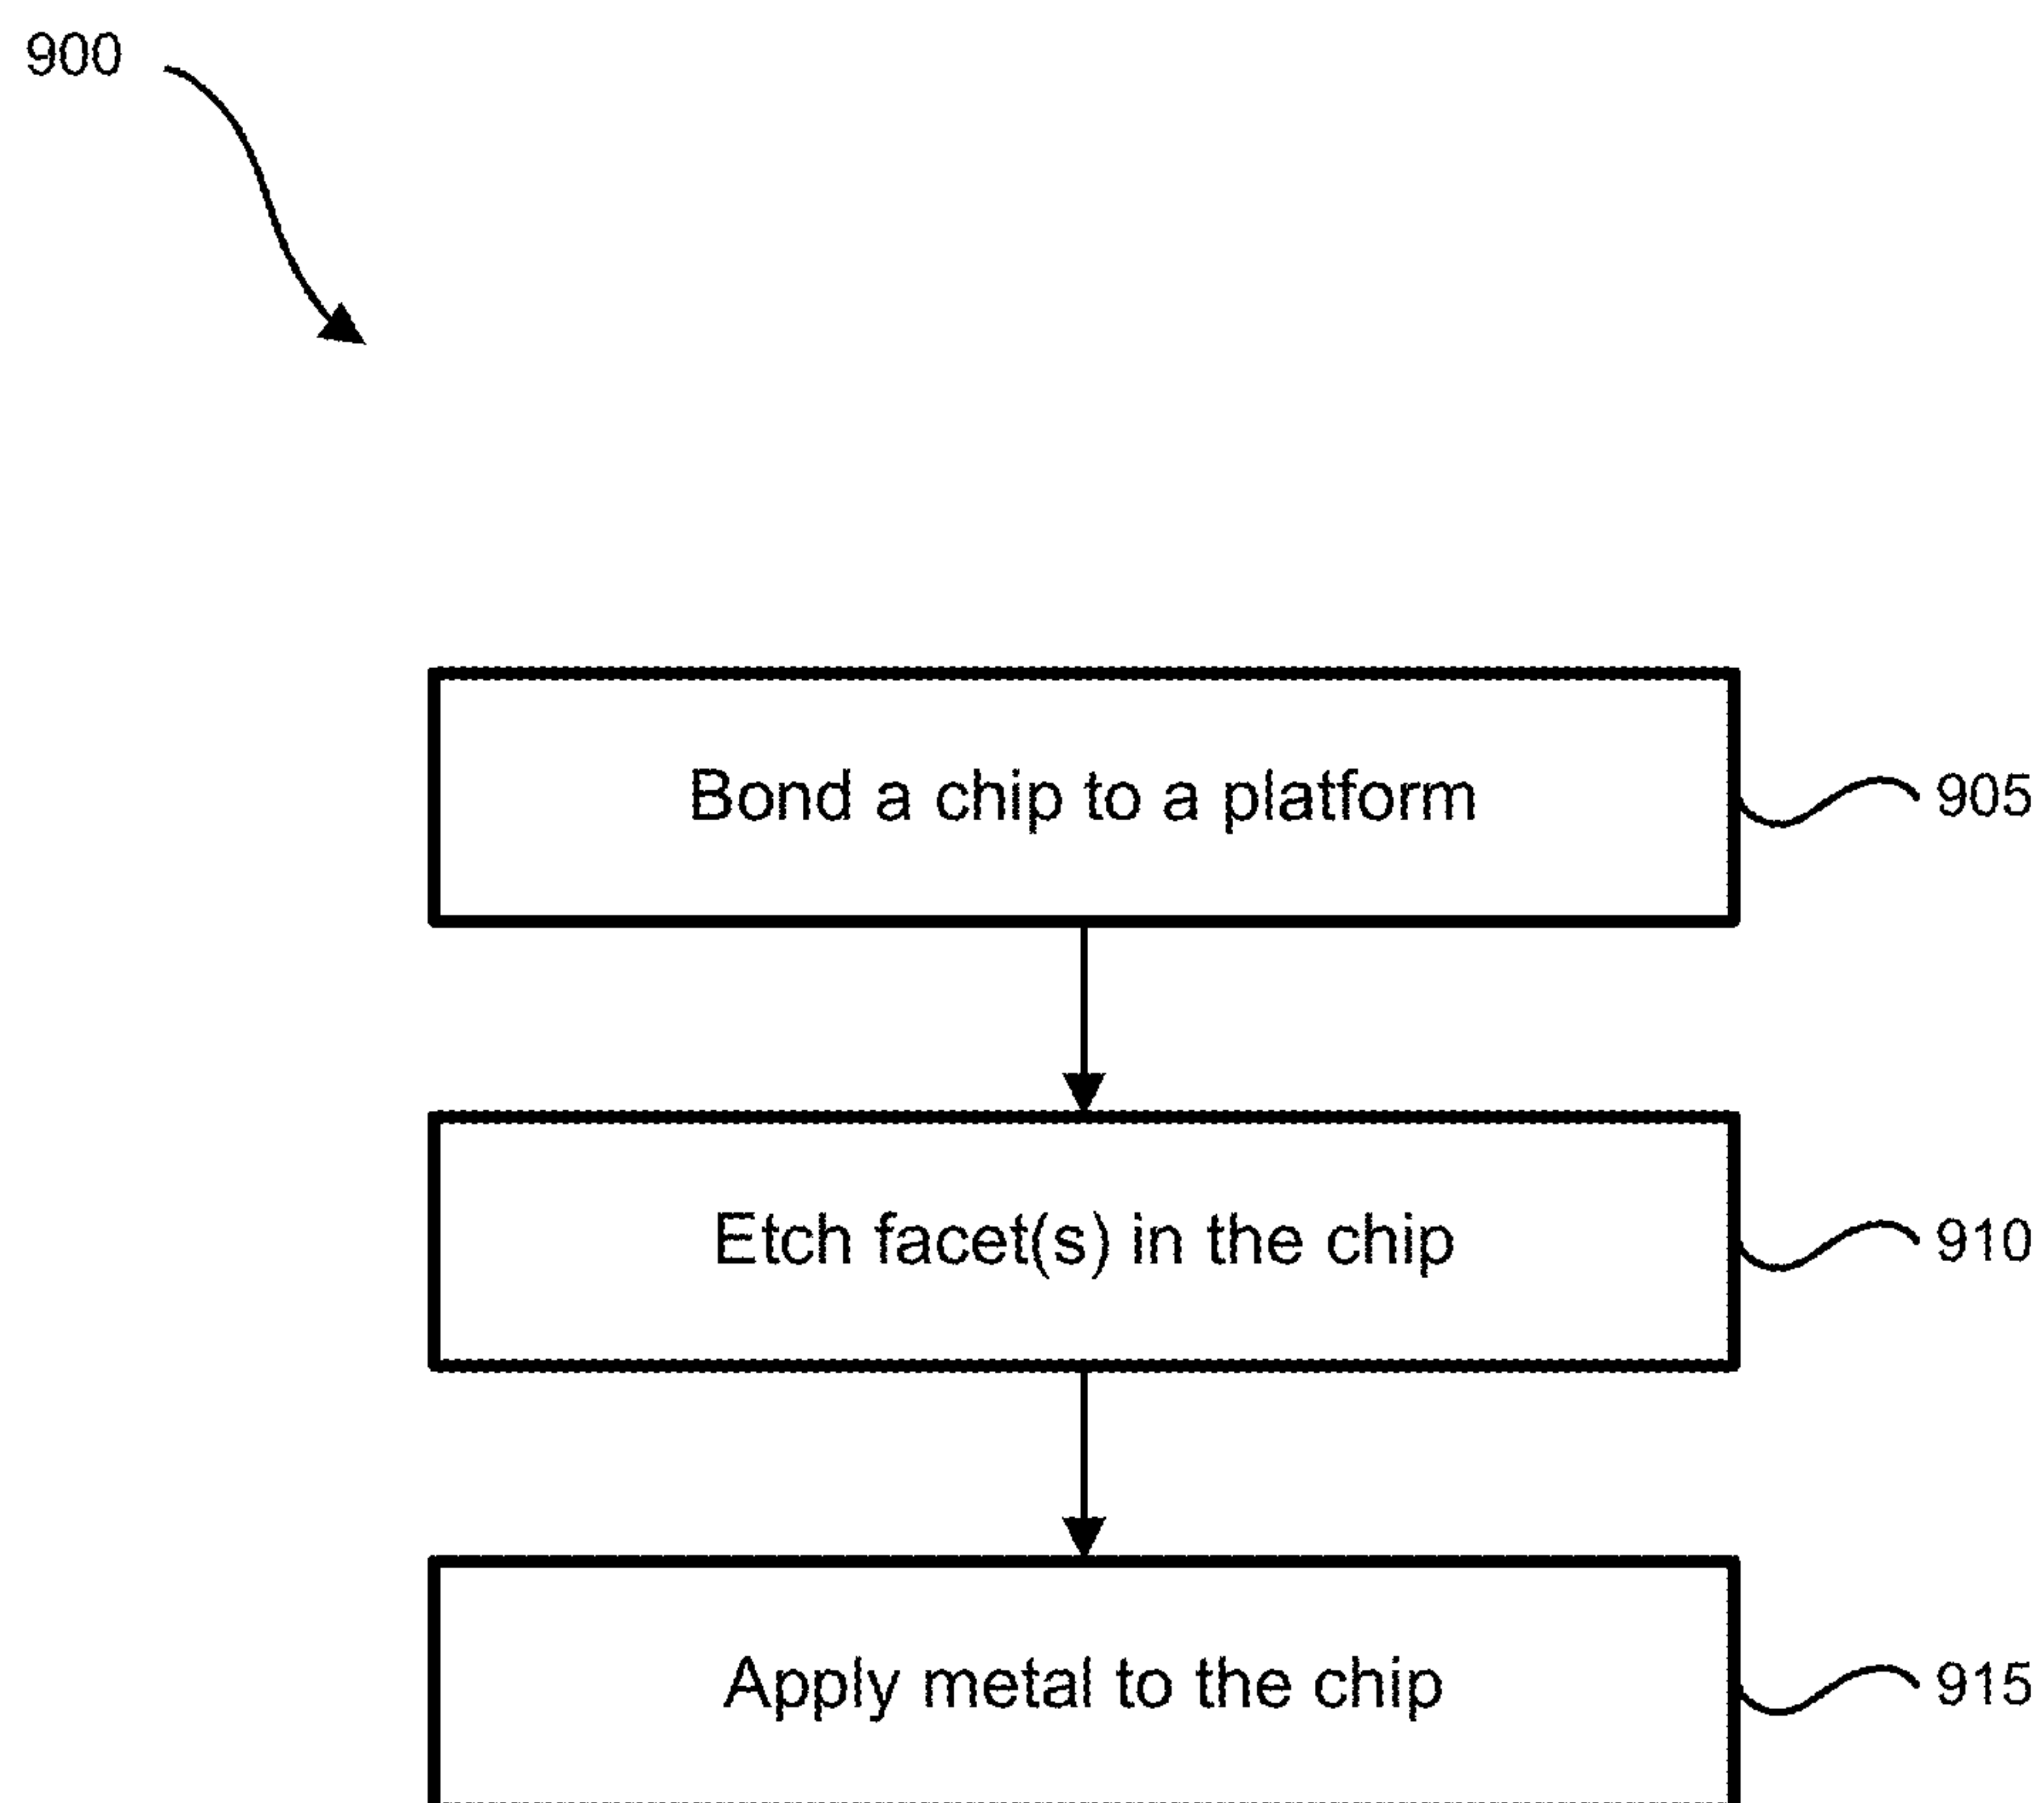 900
Bond a chip to a platform
905
Etch facet(s) in the chip
910
Apply metal to the chip
915